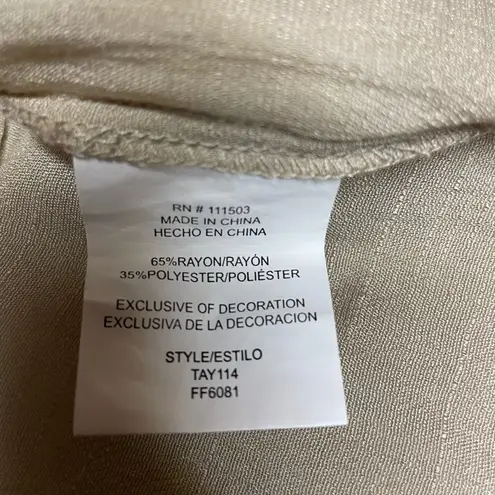 RN # 111503
MADE IN CHINA
HECHO EN CHINA
65%RAYON/RAYÓN
35%POLYESTER/POLIÉSTER
EXCLUSIVE OF DECORATION
EXCLUSIVA DE LA DECORACION
STYLE/ESTILO
TAY114
FF6081